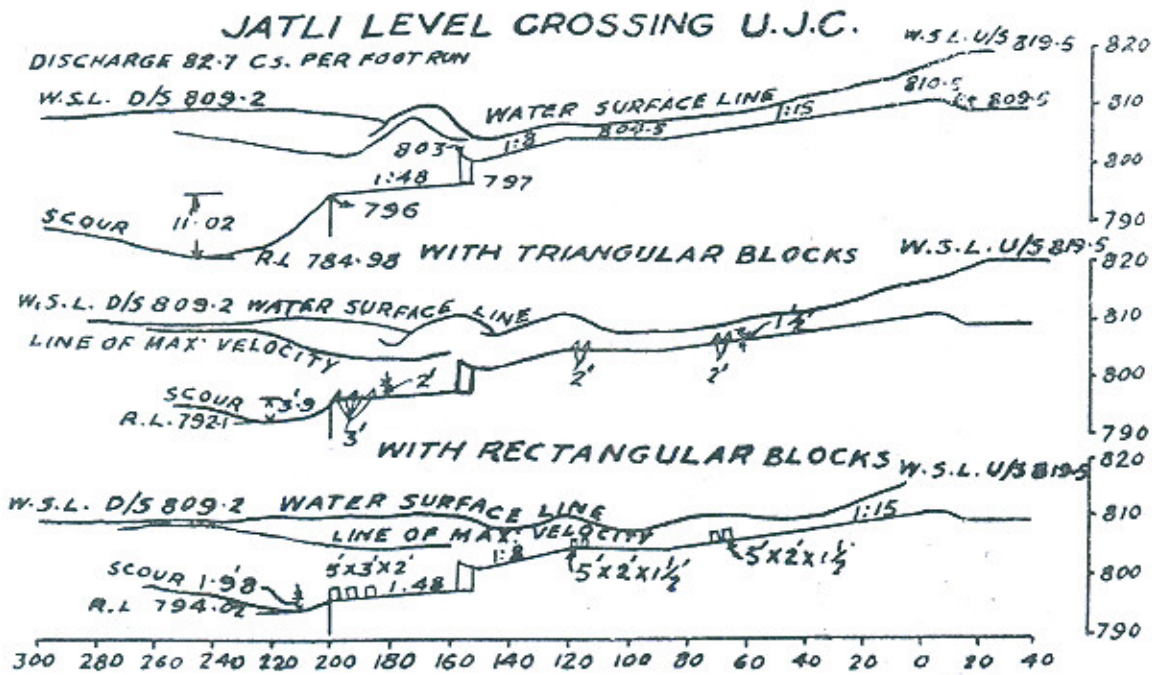 JATLI LEVEL CROSSING U.J.C.
DISCHARGE 82.7 CS. PER FOOT RUN
W.S.L. U/S 819.5
W.S.L. D/S 809.2
WATER SURFACE LINE
810.5
809.5
1:15
804.5
1:8
803
1:48
797
796
11.02
SCOUR
R.L 784.98
820
810
800
790
WITH TRIANGULAR BLOCKS
W.S.L. U/S 819.5
W.S.L. D/S 809.2 WATER SURFACE LINE
LINE OF MAX' VELOCITY
1½'
2'
2'
2'
SCOUR 3'.9
R.L. 792.1
3'
820
810
800
790
WITH RECTANGULAR BLOCKS
W.S.L. U/S 819.5
W.S.L. D/S 809.2 WATER SURFACE LINE
LINE OF MAX' VELOCITY
1:15
1:8
5'X3'X2'
1.48
5'X2'X1½'
5'X2'X1½'
SCOUR 1.9'8
R.L 794.02
820
810
800
790
300 280 260 240 220 200 180 160 140 120 100 80 60 40 20 0 20 40